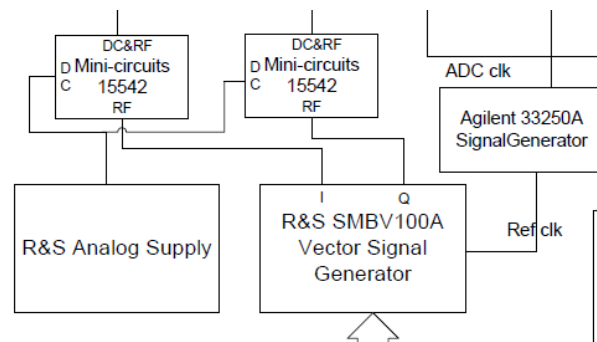 DC&RF
D Mini-circuits
C 15542
RF
DC&RF
D Mini-circuits
C 15542
RF
ADC clk
Agilent 33250A
SignalGenerator
I Q
R&S Analog Supply
R&S SMBV100A
Vector Signal
Generator
Ref clk